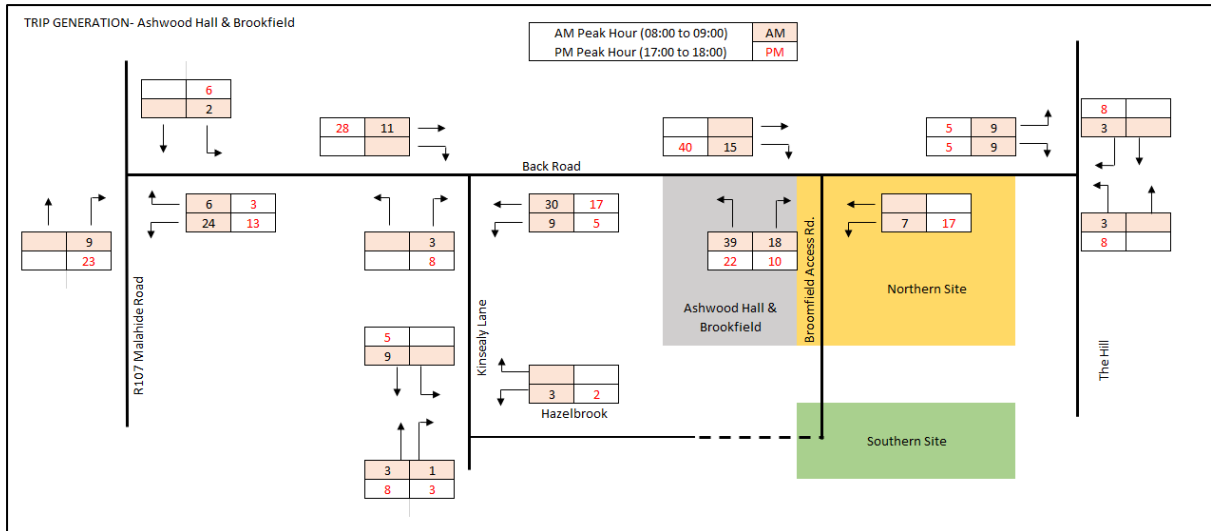 TRIP GENERATION- Ashwood Hall & Brookfield
AM Peak Hour (08:00 to 09:00) AM
PM Peak Hour (17:00 to 18:00) PM
6
2
28 11
40 15
5 9
5 9
8
3
Back Road
6 3
24 13
9
23
30 17
9 5
3
8
39 18
22 10
7 17
3
8
R107 Malahide Road
Kinsealy Lane
Ashwood Hall &
Brookfield
Broomfield Access Rd.
Northern Site
The Hill
5
9
3 2
Hazelbrook
Southern Site
3 1
8 3